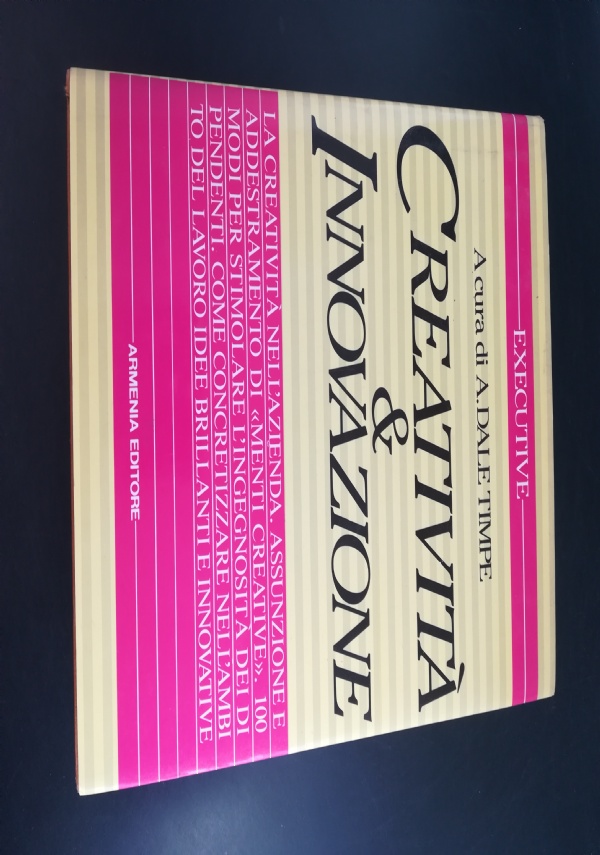 EXECUTIVE
A cura di A. DALE TIMPE
CREATIVITÀ
&
INNOVAZIONE
LA CREATIVITÀ NELL'AZIENDA. ASSUNZIONE E
ADDESTRAMENTO DI «MENTI CREATIVE». 100
MODI PER STIMOLARE L'INGEGNOSITÀ DEI DI
PENDENTI. COME CONCRETIZZARE NELL'AMBI
TO DEL LAVORO IDEE BRILLANTI E INNOVATIVE
ARMENIA EDITORE